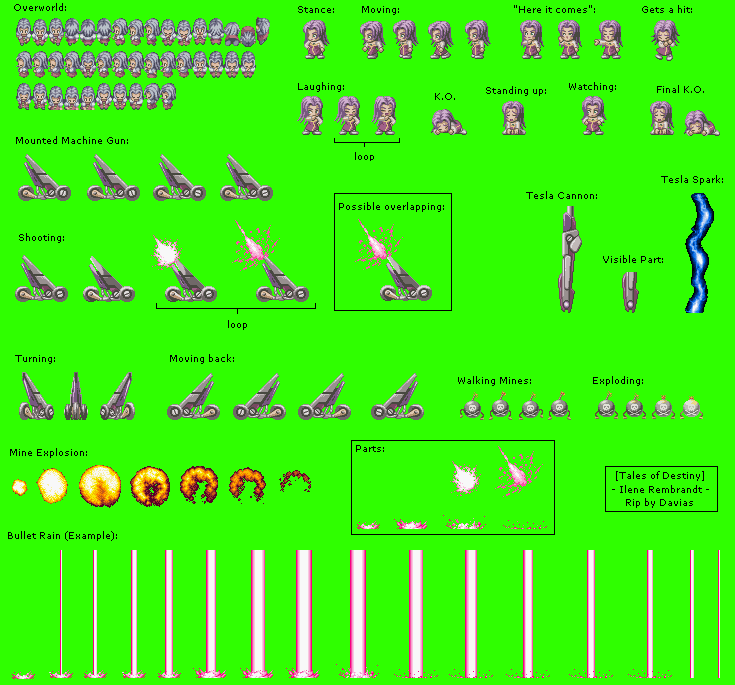 Overworld:
Stance:
Moving:
"Here it comes":
Gets a hit:
Laughing:
K.O.
Standing up:
Watching:
Final K.O.
loop
Mounted Machine Gun:
Tesla Spark:
Tesla Cannon:
Possible overlapping:
Shooting:
Visible Part:
loop
Turning:
Moving back:
Walking Mines:
Exploding:
Mine Explosion:
Parts:
[Tales of Destiny]
- Ilene Rembrandt -
Rip by Davias
Bullet Rain (Example):